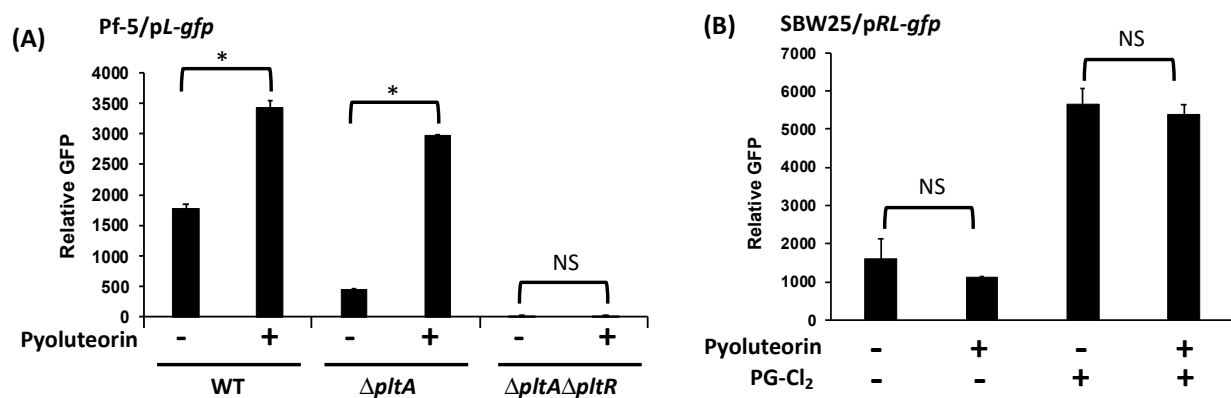 (A)
Pf-5/pL-gfp
Relative GFP
4000
3500
3000
2500
2000
1500
1000
500
0
*
*
NS
Pyoluteorin - + - + - +
WT ΔpltA ΔpltAΔpltR
(B)
SBW25/pRL-gfp
Relative GFP
7000
6000
5000
4000
3000
2000
1000
0
NS
NS
Pyoluteorin - + - +
PG-Cl₂ - - + +